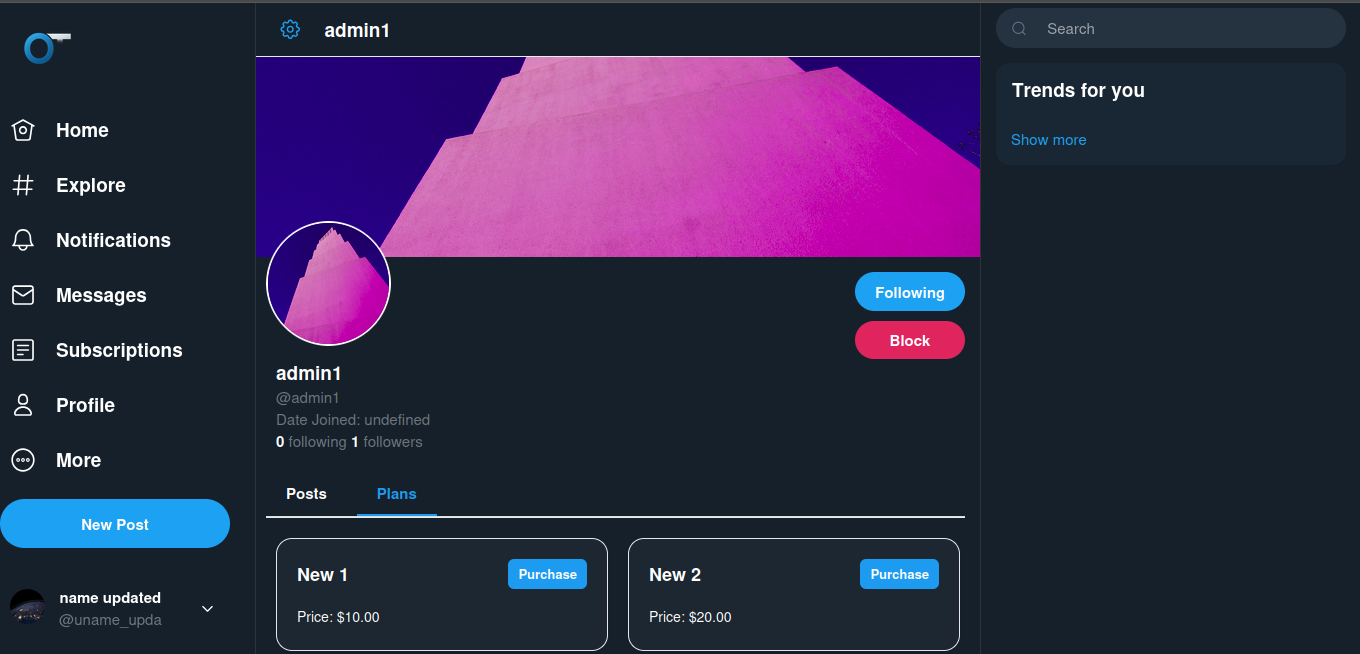 Home
Explore
Notifications
Messages
Subscriptions
Profile
More
New Post
name updated
@uname_upda
admin1
Following
Block
admin1
@admin1
Date Joined: undefined
0 following 1 followers
Posts Plans
New 1 Purchase
Price: $10.00
New 2 Purchase
Price: $20.00
Search
Trends for you
Show more